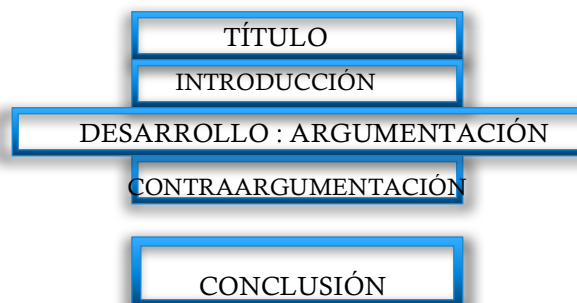 TÍTULO
INTRODUCCIÓN
DESARROLLO : ARGUMENTACIÓN
CONTRAARGUMENTACIÓN
CONCLUSIÓN